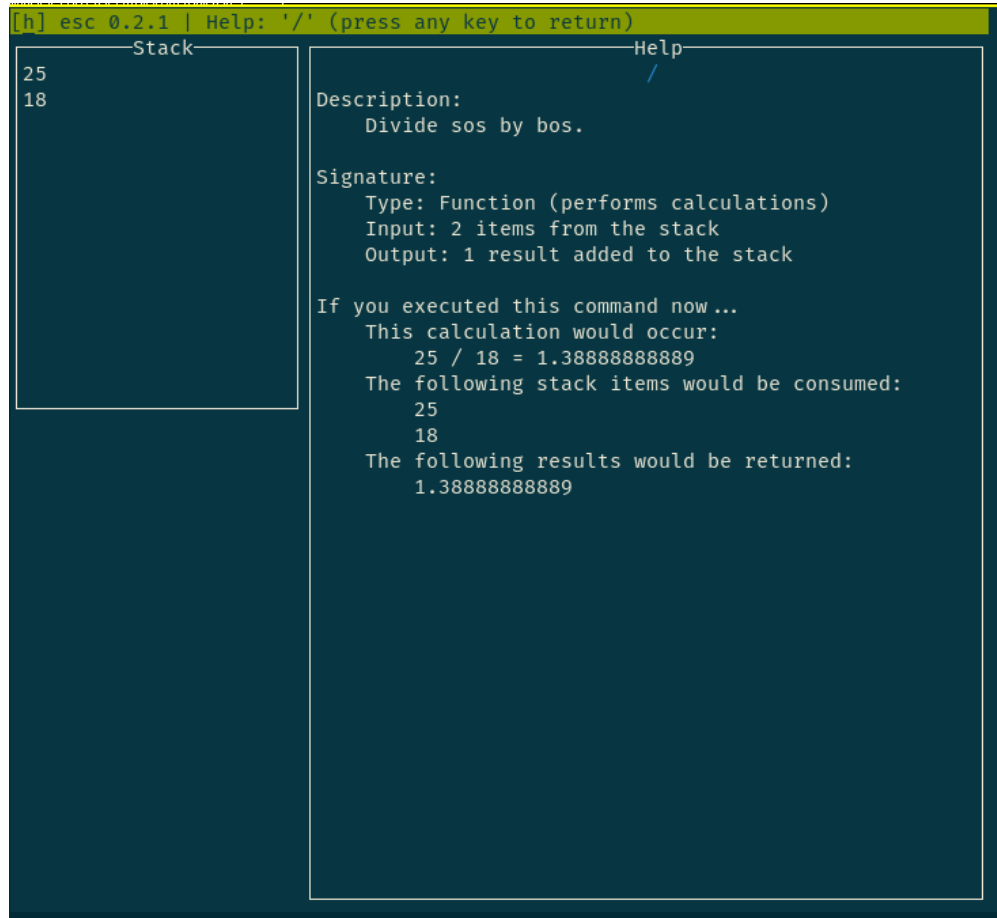 [h] esc 0.2.1 | Help: '/' (press any key to return)
Stack
25
18
Help
/
Description:
Divide sos by bos.
Signature:
Type: Function (performs calculations)
Input: 2 items from the stack
Output: 1 result added to the stack
If you executed this command now...
This calculation would occur:
25 / 18 = 1.38888888889
The following stack items would be consumed:
25
18
The following results would be returned:
1.38888888889